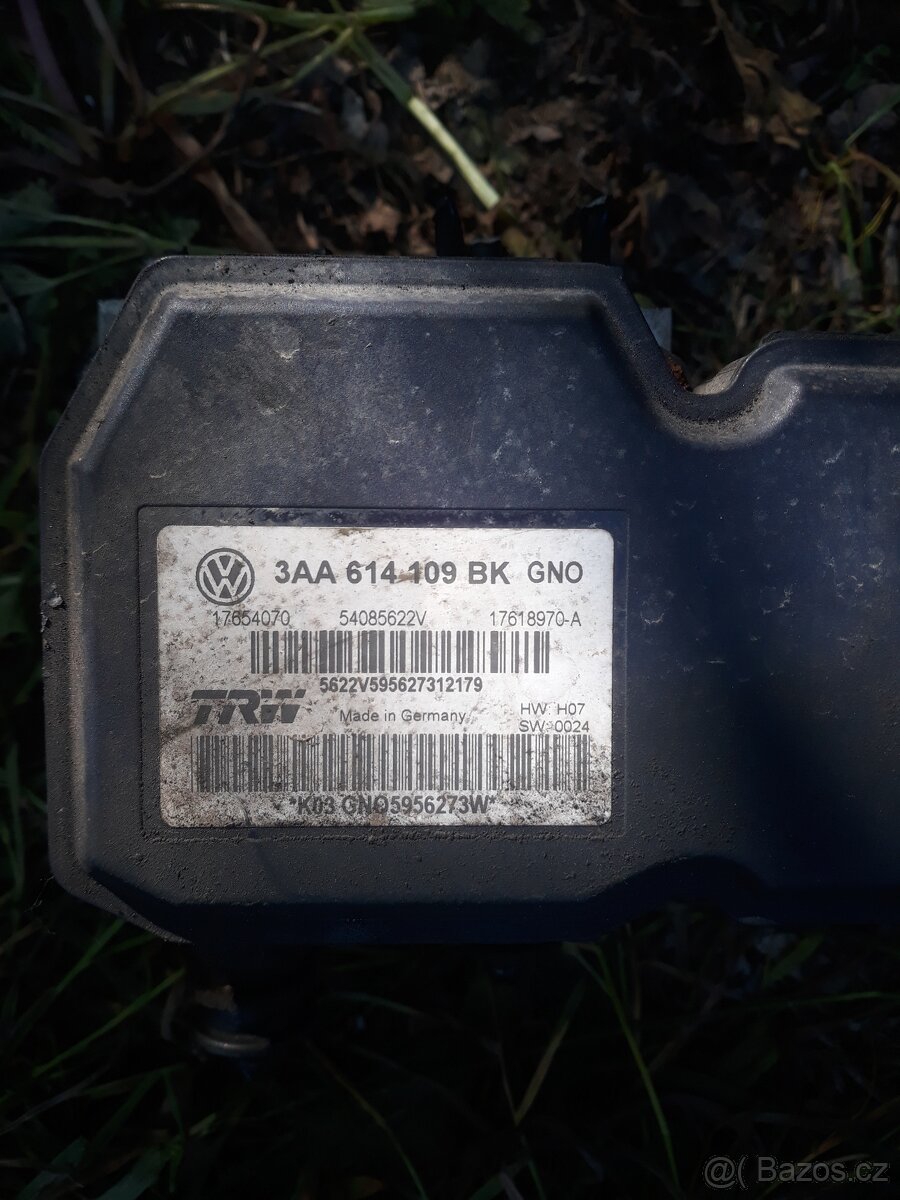 3AA 614 109 BK GNO
17654070 54085622V 17618970-A
5622V595627312179
TRW Made in Germany HW: H07
SW: 0024
*K03 GNO5956273W*
@( Bazos.cz